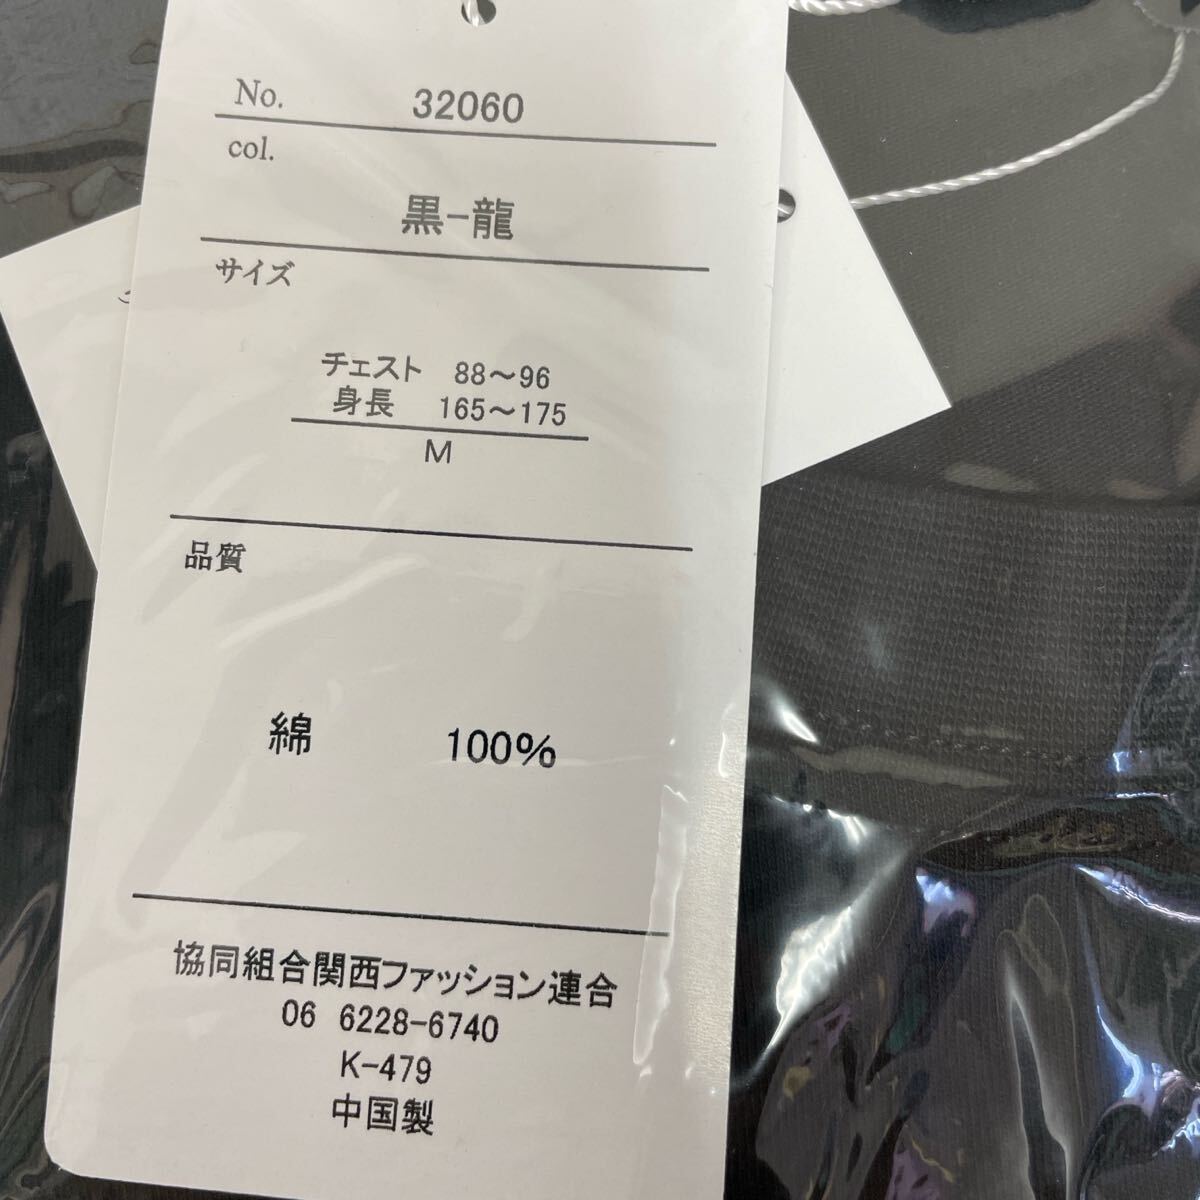 No. 32060
col.
黒-龍
サイズ
チェスト 88～96
身長 165～175
M
品質
綿 100%
協同組合関西ファッション連合
06 6228-6740
K-479
中国製